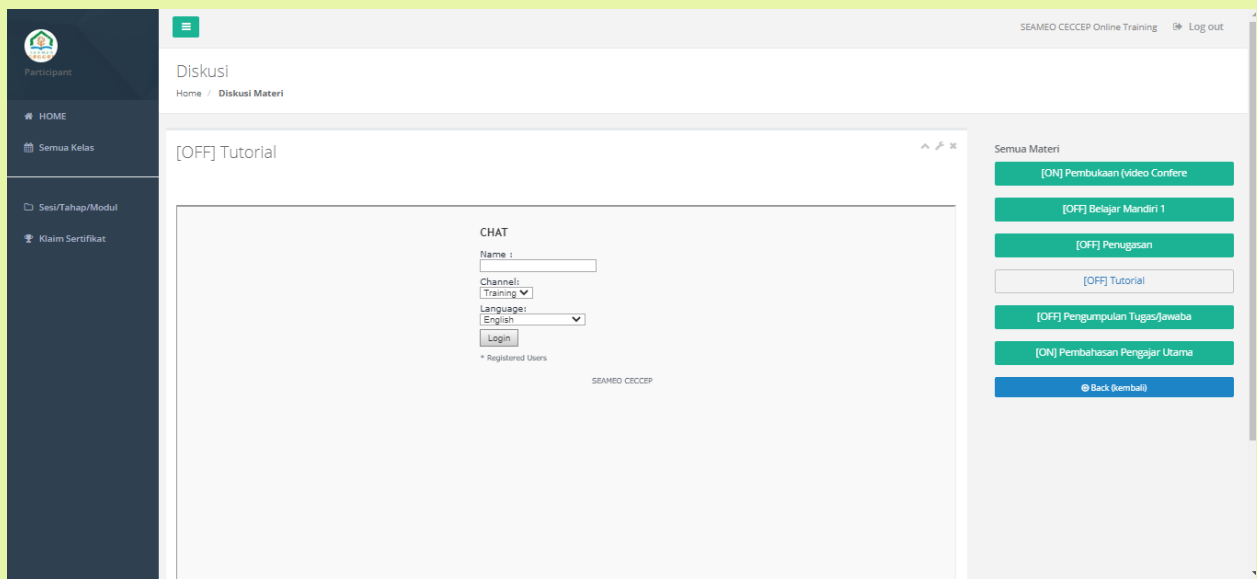 SEAMEO CECCEP Online Training
Log out
Participant
HOME
Semua Kelas
Sesi/Tahap/Modul
Klaim Sertifikat
Diskusi
Home / Diskusi Materi
[OFF] Tutorial
CHAT
Name :
Channel:
Training
Language:
English
Login
* Registered Users
SEAMEO CECCEP
Semua Materi
[ON] Pembukaan (video Confere
[OFF] Belajar Mandiri 1
[OFF] Penugasan
[OFF] Tutorial
[OFF] Pengumpulan Tugas/Jawaba
[ON] Pembahasan Pengajar Utama
Back (kembali)